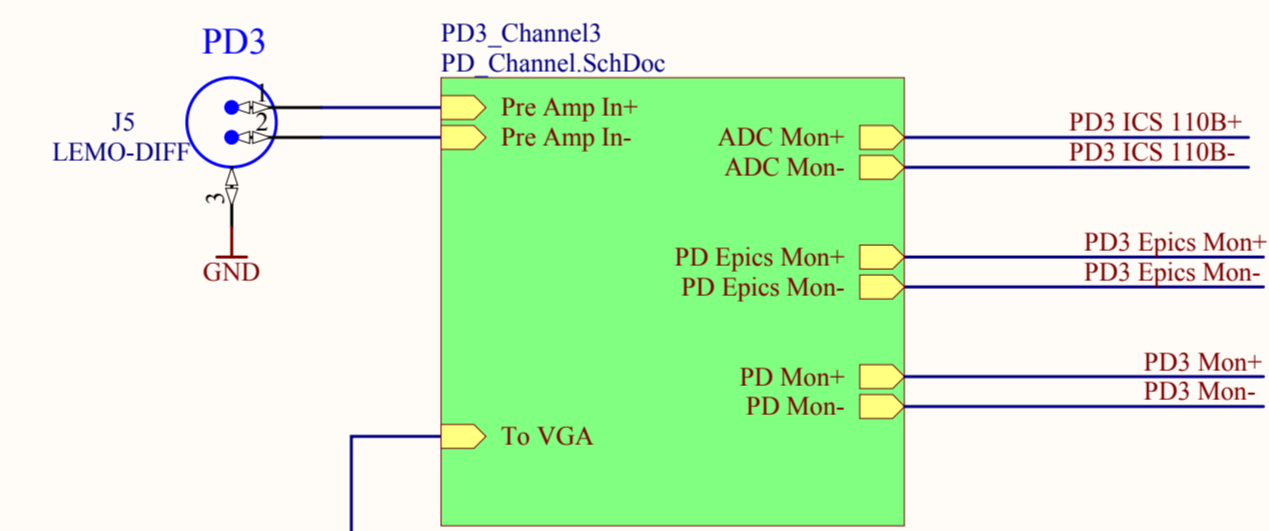 PD3
PD3_Channel3
PD_Channel.SchDoc
J5
LEMO-DIFF
1
2
3
GND
Pre Amp In+
Pre Amp In-
ADC Mon+
ADC Mon-
PD Epics Mon+
PD Epics Mon-
PD Mon+
PD Mon-
To VGA
PD3 ICS 110B+
PD3 ICS 110B-
PD3 Epics Mon+
PD3 Epics Mon-
PD3 Mon+
PD3 Mon-